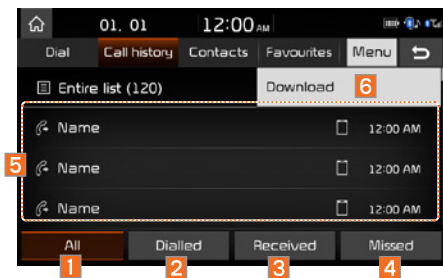 01. 01 12:00 AM
Dial Call history Contacts Favourites Menu
Entire list (120) Download
6
Name 12:00 AM
5 Name 12:00 AM
Name 12:00 AM
All Dialled Received Missed
1 2 3 4